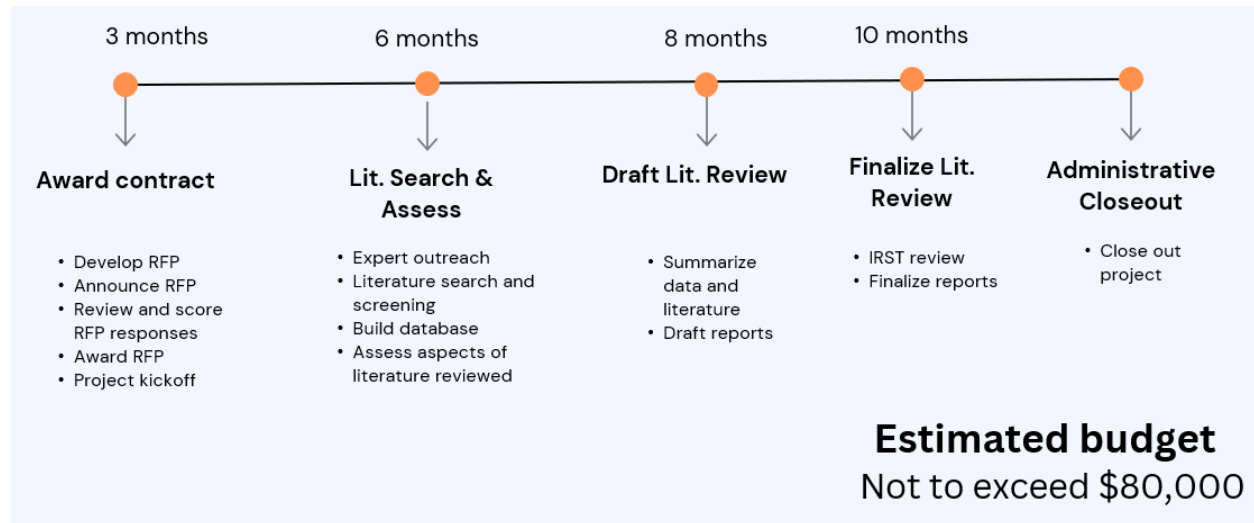 3 months
6 months
8 months
10 months
Award contract
• Develop RFP
• Announce RFP
• Review and score
RFP responses
• Award RFP
• Project kickoff
Lit. Search &
Assess
• Expert outreach
• Literature search and
screening
• Build database
• Assess aspects of
literature reviewed
Draft Lit. Review
• Summarize
data and
literature
• Draft reports
Finalize Lit.
Review
• IRST review
• Finalize reports
Administrative
Closeout
• Close out
project
Estimated budget
Not to exceed $80,000